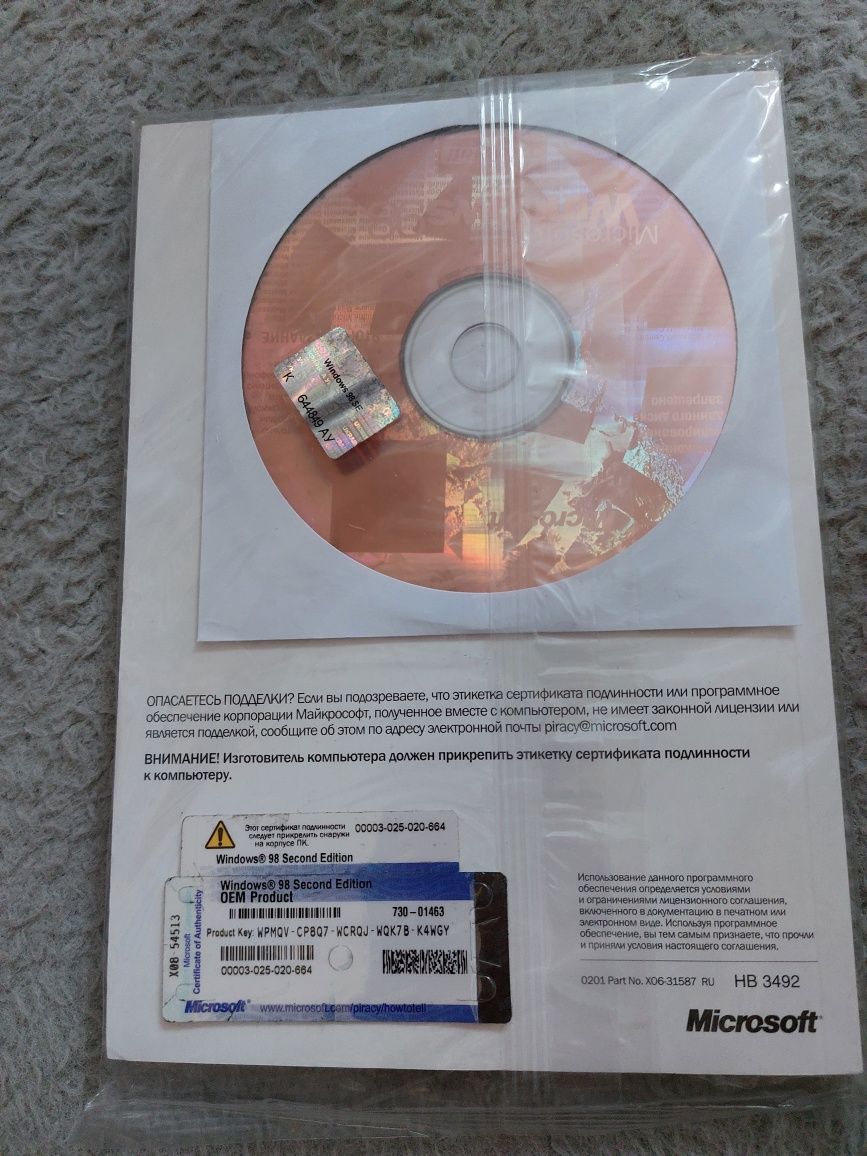 Microsoft
Windows 98 SE
K 644849 AY
запрещено
ОПАСАЕТЕСЬ ПОДДЕЛКИ? Если вы подозреваете, что этикетка сертификата подлинности или программное
обеспечение корпорации Майкрософт, полученное вместе с компьютером, не имеет законной лицензии или
является подделкой, сообщите об этом по адресу электронной почты piracy@microsoft.com
ВНИМАНИЕ! Изготовитель компьютера должен прикрепить этикетку сертификата подлинности
к компьютеру.
Этот сертификат подлинности 00003-025-020-664
следует прикрепить снаружи
на корпусе ПК.
Windows® 98 Second Edition
Windows® 98 Second Edition
OEM Product
730-01463
Product Key: WPMQV-CPBQ7-WCRQJ-WQK7B-K4WGY
00003-025-020-664
X08 54513
Microsoft
Certificate of Authenticity
Microsoft® www.microsoft.com/piracy/howtotell
Использование данного программного
обеспечения определяется условиями
и ограничениями лицензионного соглашения,
включенного в документацию в печатном или
электронном виде. Используя программное
обеспечение, вы тем самым признаете, что прочли
и приняли условия настоящего соглашения.
0201 Part No. X06-31587 RU HB 3492
Microsoft®